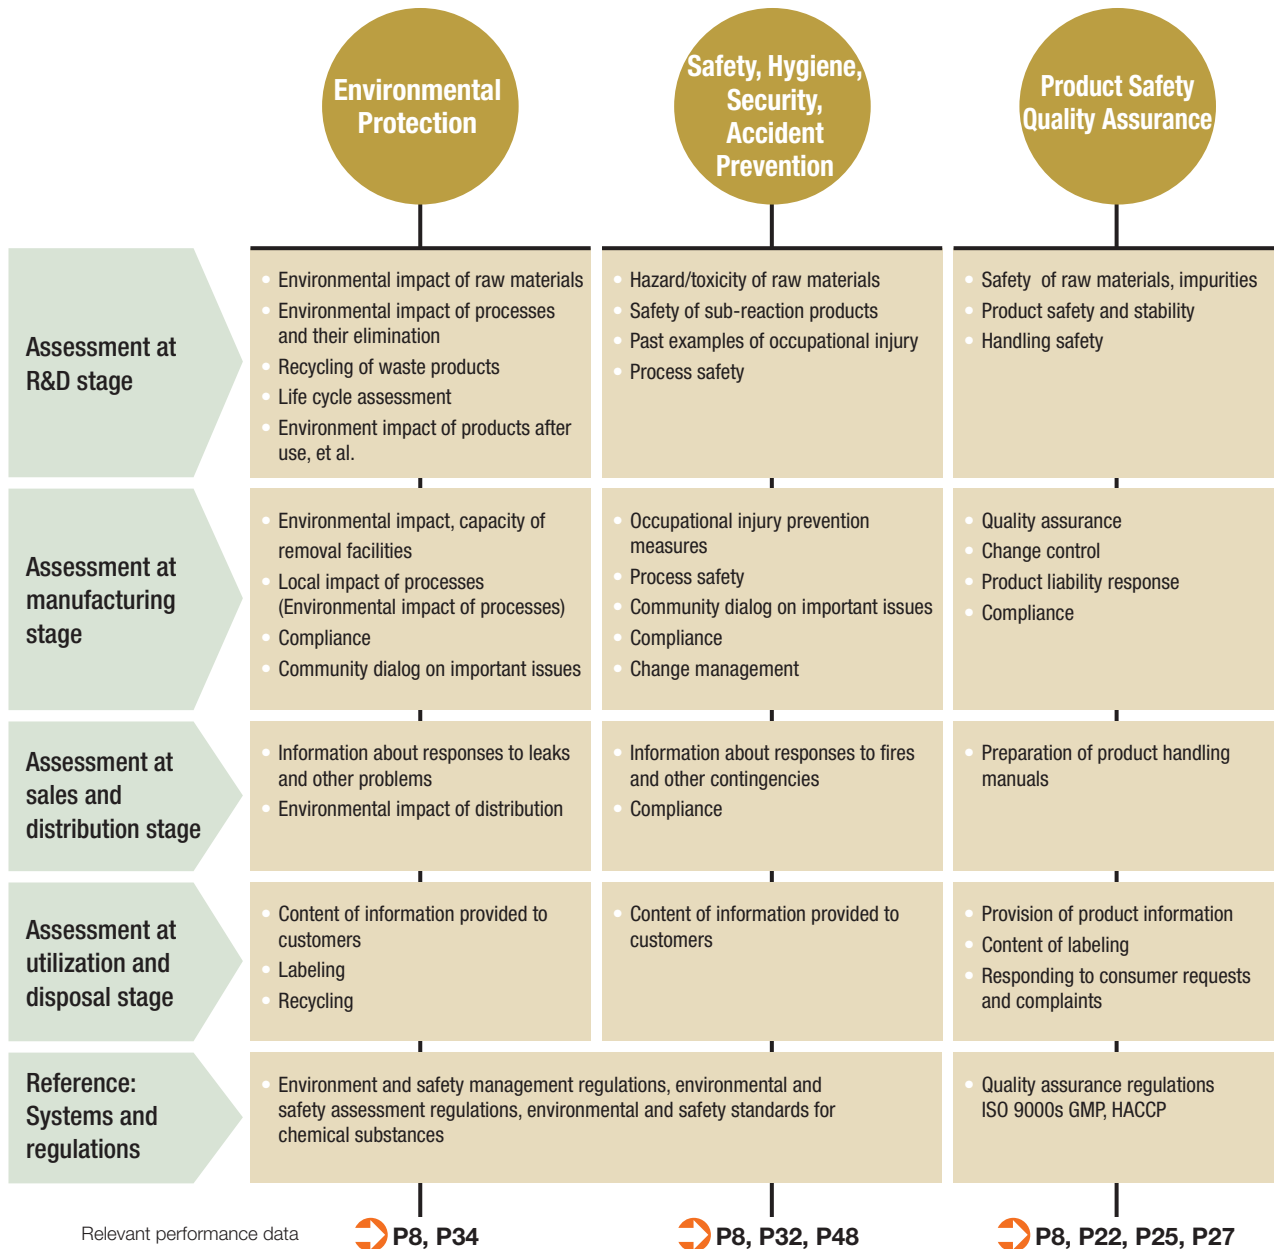 Environmental
Protection
Safety, Hygiene,
Security,
Accident
Prevention
Product Safety
Quality Assurance
Assessment at
R&D stage
• Environmental impact of raw materials
• Environmental impact of processes
and their elimination
• Recycling of waste products
• Life cycle assessment
• Environment impact of products after
use, et al.
• Hazard/toxicity of raw materials
• Safety of sub-reaction products
• Past examples of occupational injury
• Process safety
• Safety of raw materials, impurities
• Product safety and stability
• Handling safety
Assessment at
manufacturing
stage
• Environmental impact, capacity of
removal facilities
• Local impact of processes
(Environmental impact of processes)
• Compliance
• Community dialog on important issues
• Occupational injury prevention
measures
• Process safety
• Community dialog on important issues
• Compliance
• Change management
• Quality assurance
• Change control
• Product liability response
• Compliance
Assessment at
sales and
distribution stage
• Information about responses to leaks
and other problems
• Environmental impact of distribution
• Information about responses to fires
and other contingencies
• Compliance
• Preparation of product handling
manuals
Assessment at
utilization and
disposal stage
• Content of information provided to
customers
• Labeling
• Recycling
• Content of information provided to
customers
• Provision of product information
• Content of labeling
• Responding to consumer requests
and complaints
Reference:
Systems and
regulations
• Environment and safety management regulations, environmental and
safety assessment regulations, environmental and safety standards for
chemical substances
• Quality assurance regulations
ISO 9000s GMP, HACCP
Relevant performance data
P8, P34
P8, P32, P48
P8, P22, P25, P27